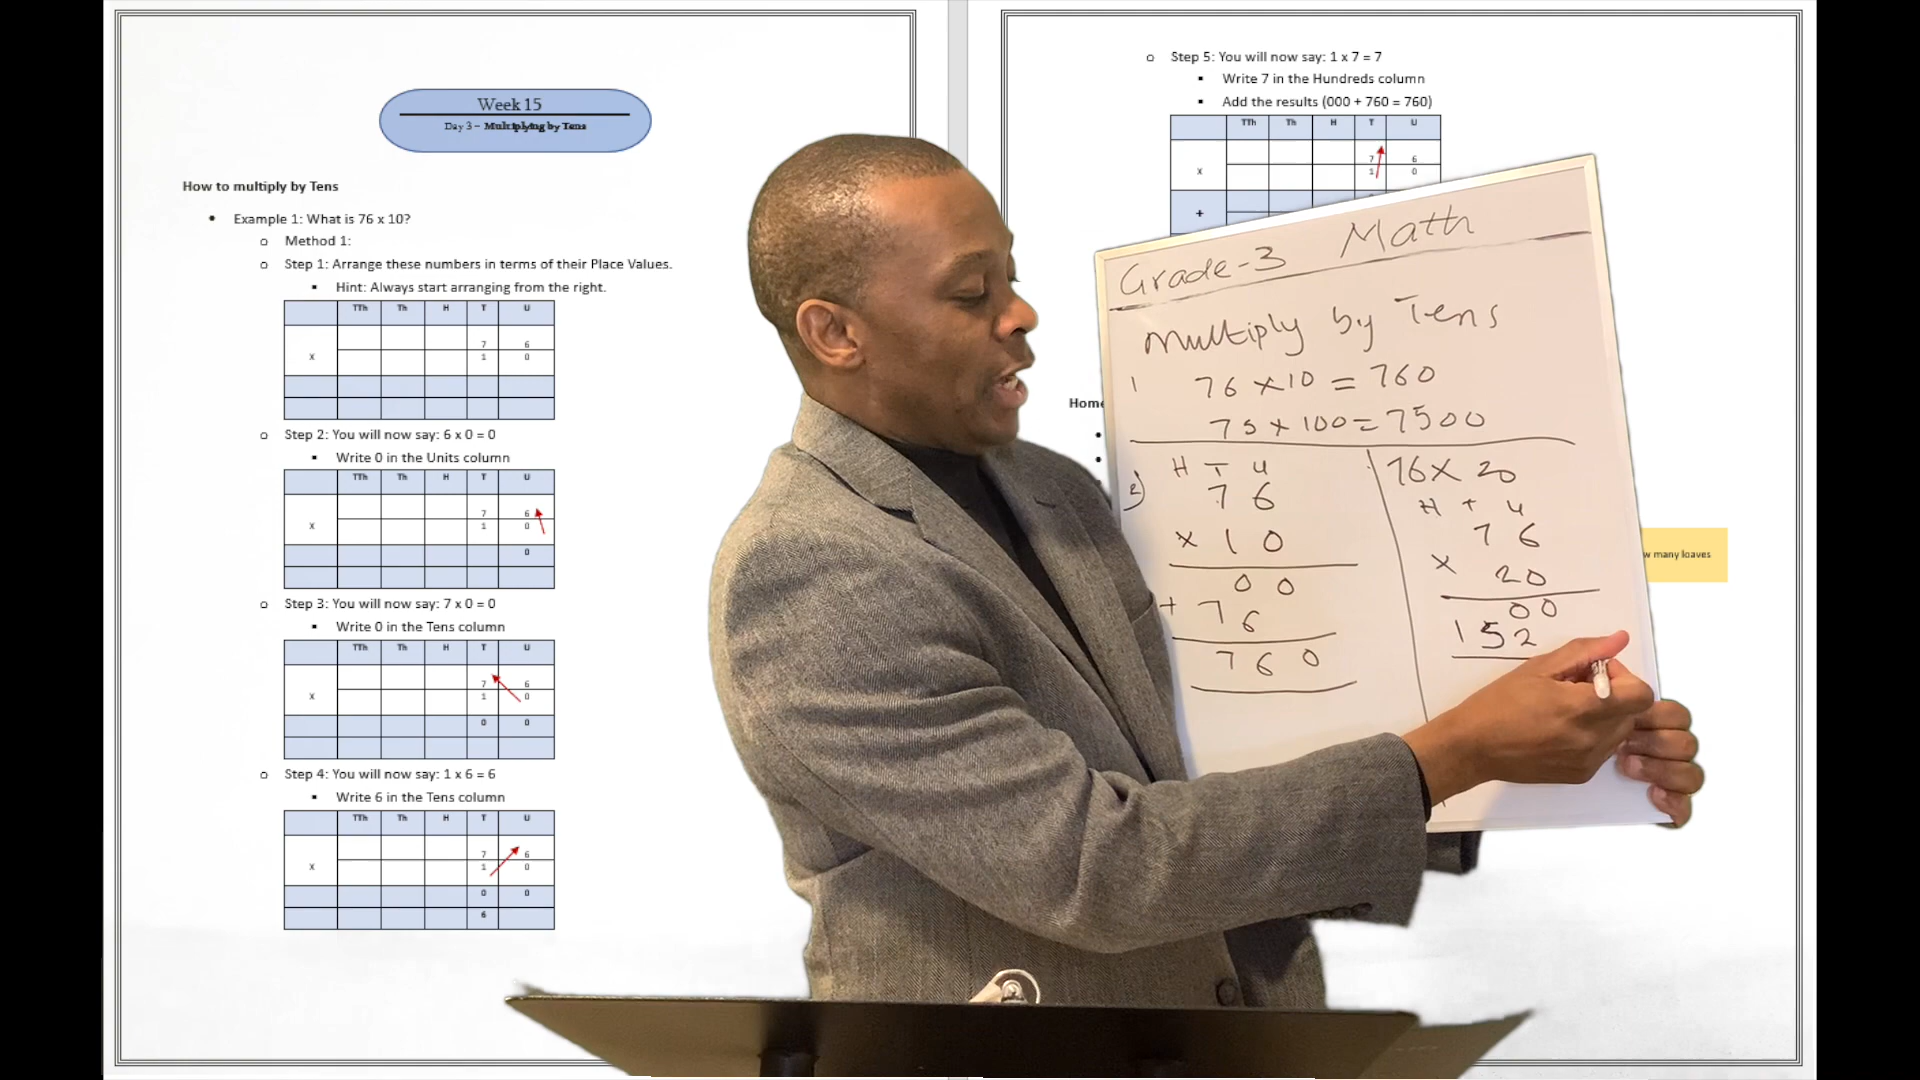 Week 15
Day 3 – Multiplying by Tens
How to multiply by Tens
• Example 1: What is 76 x 10?
o Method 1:
o Step 1: Arrange these numbers in terms of their Place Values.
▪ Hint: Always start arranging from the right.
TTh Th H T U
7 6
x 1 0
o Step 2: You will now say: 6 x 0 = 0
▪ Write 0 in the Units column
TTh Th H T U
7 6
x 1 0
0
o Step 3: You will now say: 7 x 0 = 0
▪ Write 0 in the Tens column
TTh Th H T U
7 6
x 1 0
0 0
o Step 4: You will now say: 1 x 6 = 6
▪ Write 6 in the Tens column
TTh Th H T U
7 6
x 1 0
0 0
6
o Step 5: You will now say: 1 x 7 = 7
▪ Write 7 in the Hundreds column
▪ Add the results (000 + 760 = 760)
TTh Th H T U
7 6
x 1 0
+
Home
many loaves
Grade-3 Math
Multiply by Tens
1 76 x 10 = 760
75 x 100 = 7500
2) H T U
7 6
x 1 0
0 0
+ 7 6
7 6 0
76 x 20
H T U
7 6
x 20
00
152